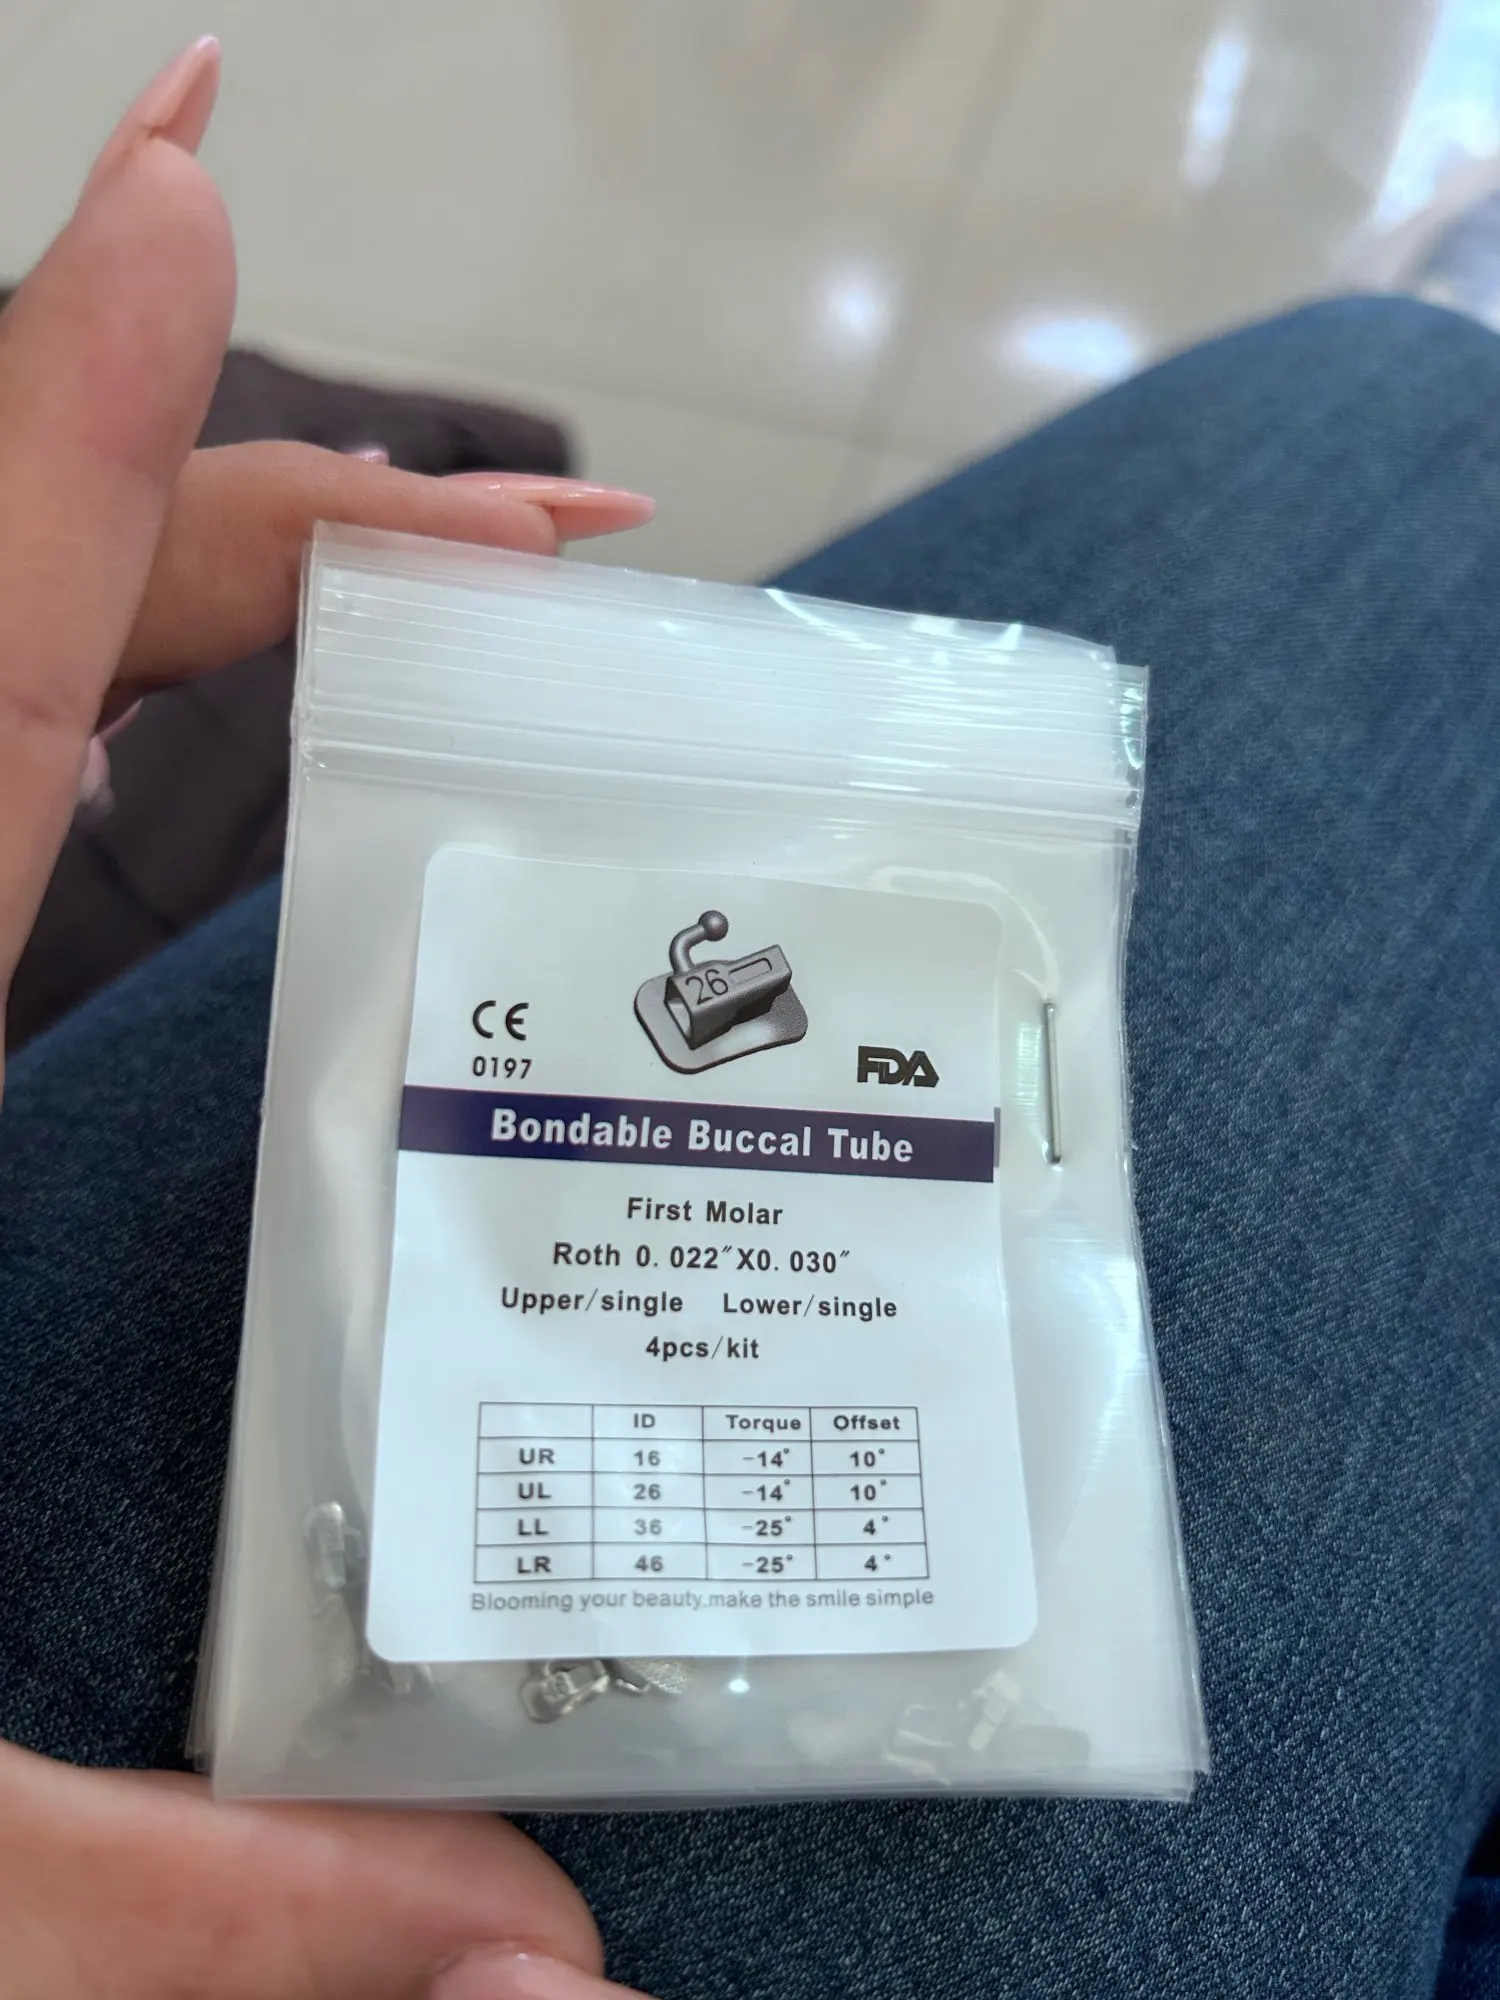 26
CE
0197
FDA
Bondable Buccal Tube
First Molar
Roth 0. 022″X0. 030″
Upper/single Lower/single
4pcs/kit
ID Torque Offset
UR 16 -14° 10°
UL 26 -14° 10°
LL 36 -25° 4°
LR 46 -25° 4°
Blooming your beauty,make the smile simple